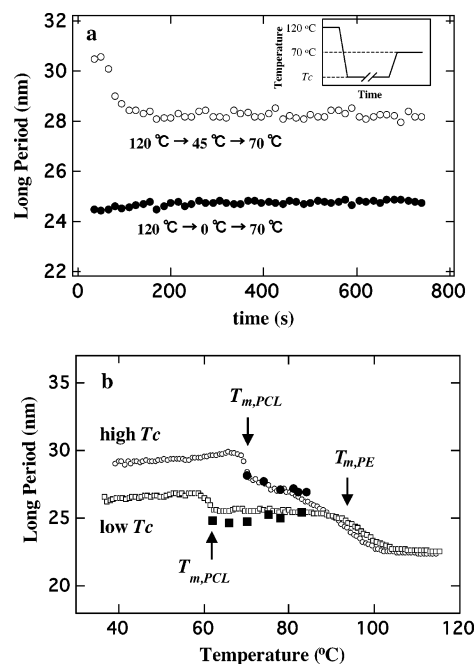 a
120 °C
70 °C
Tc
Temperature
Time
32
30
28
26
24
22
Long Period (nm)
120 ℃ → 45 ℃ → 70 ℃
120 ℃ → 0 ℃ → 70 ℃
0
200
400
600
800
time (s)
b
35
30
25
22
Long Period (nm)
Tm,PCL
high Tc
Tm,PE
low Tc
Tm,PCL
40
60
80
100
120
Temperature (°C)